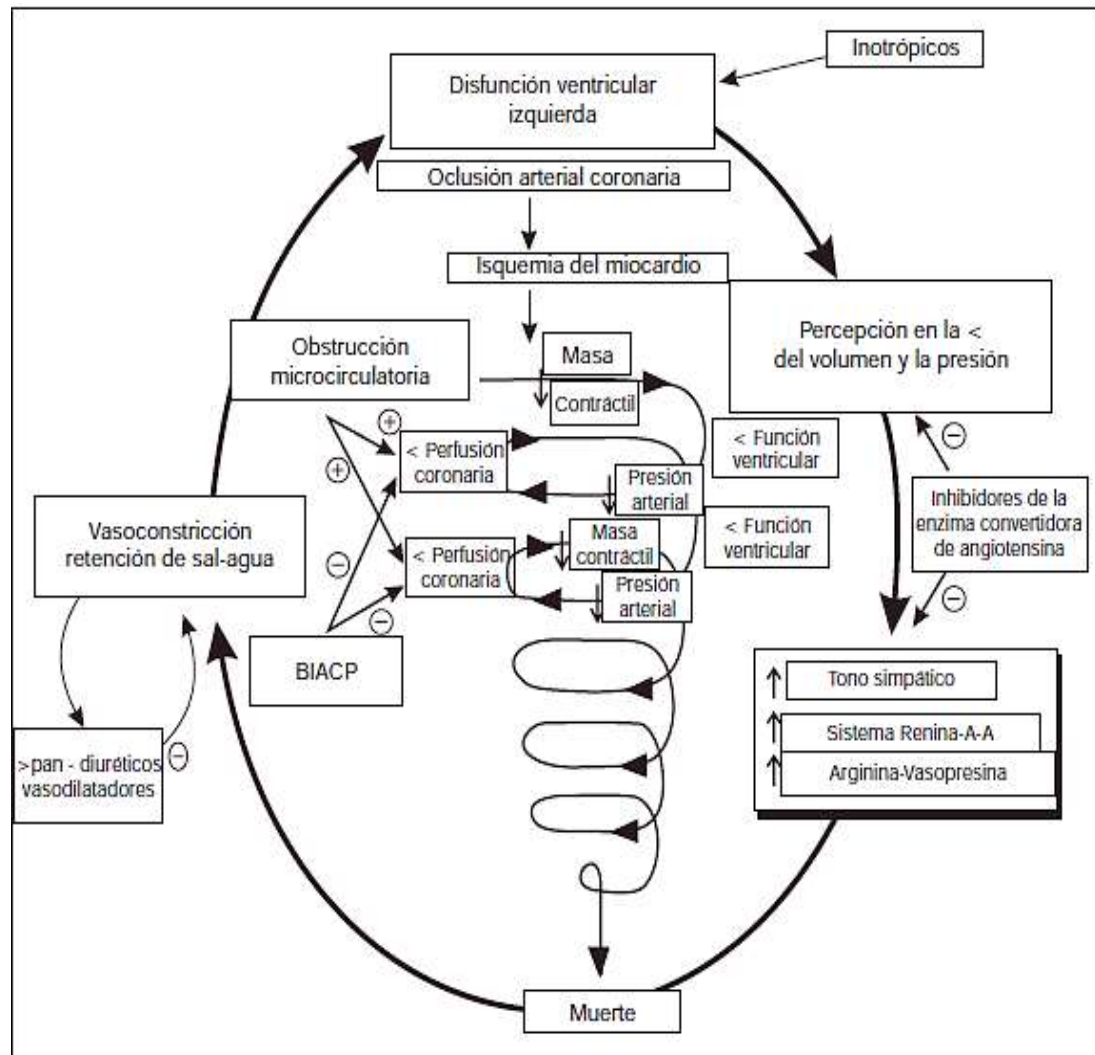 Inotrópicos
Disfunción ventricular
izquierda
Oclusión arterial coronaria
Isquemia del miocardio
Percepción en la <
del volumen y la presión
Obstrucción
microcirculatoria
Masa
Contráctil
+
< Perfusión
coronaria
< Función
ventricular
−
+
Presión
arterial
Inhibidores de la
enzima convertidora
de angiotensina
Vasoconstricción
retención de sal-agua
Masa
contráctil
< Función
ventricular
< Perfusión
coronaria
Presión
arterial
−
−
−
BIACP
Tono simpático
Sistema Renina-A-A
Arginina-Vasopresina
>pan - diuréticos
vasodilatadores
−
Muerte